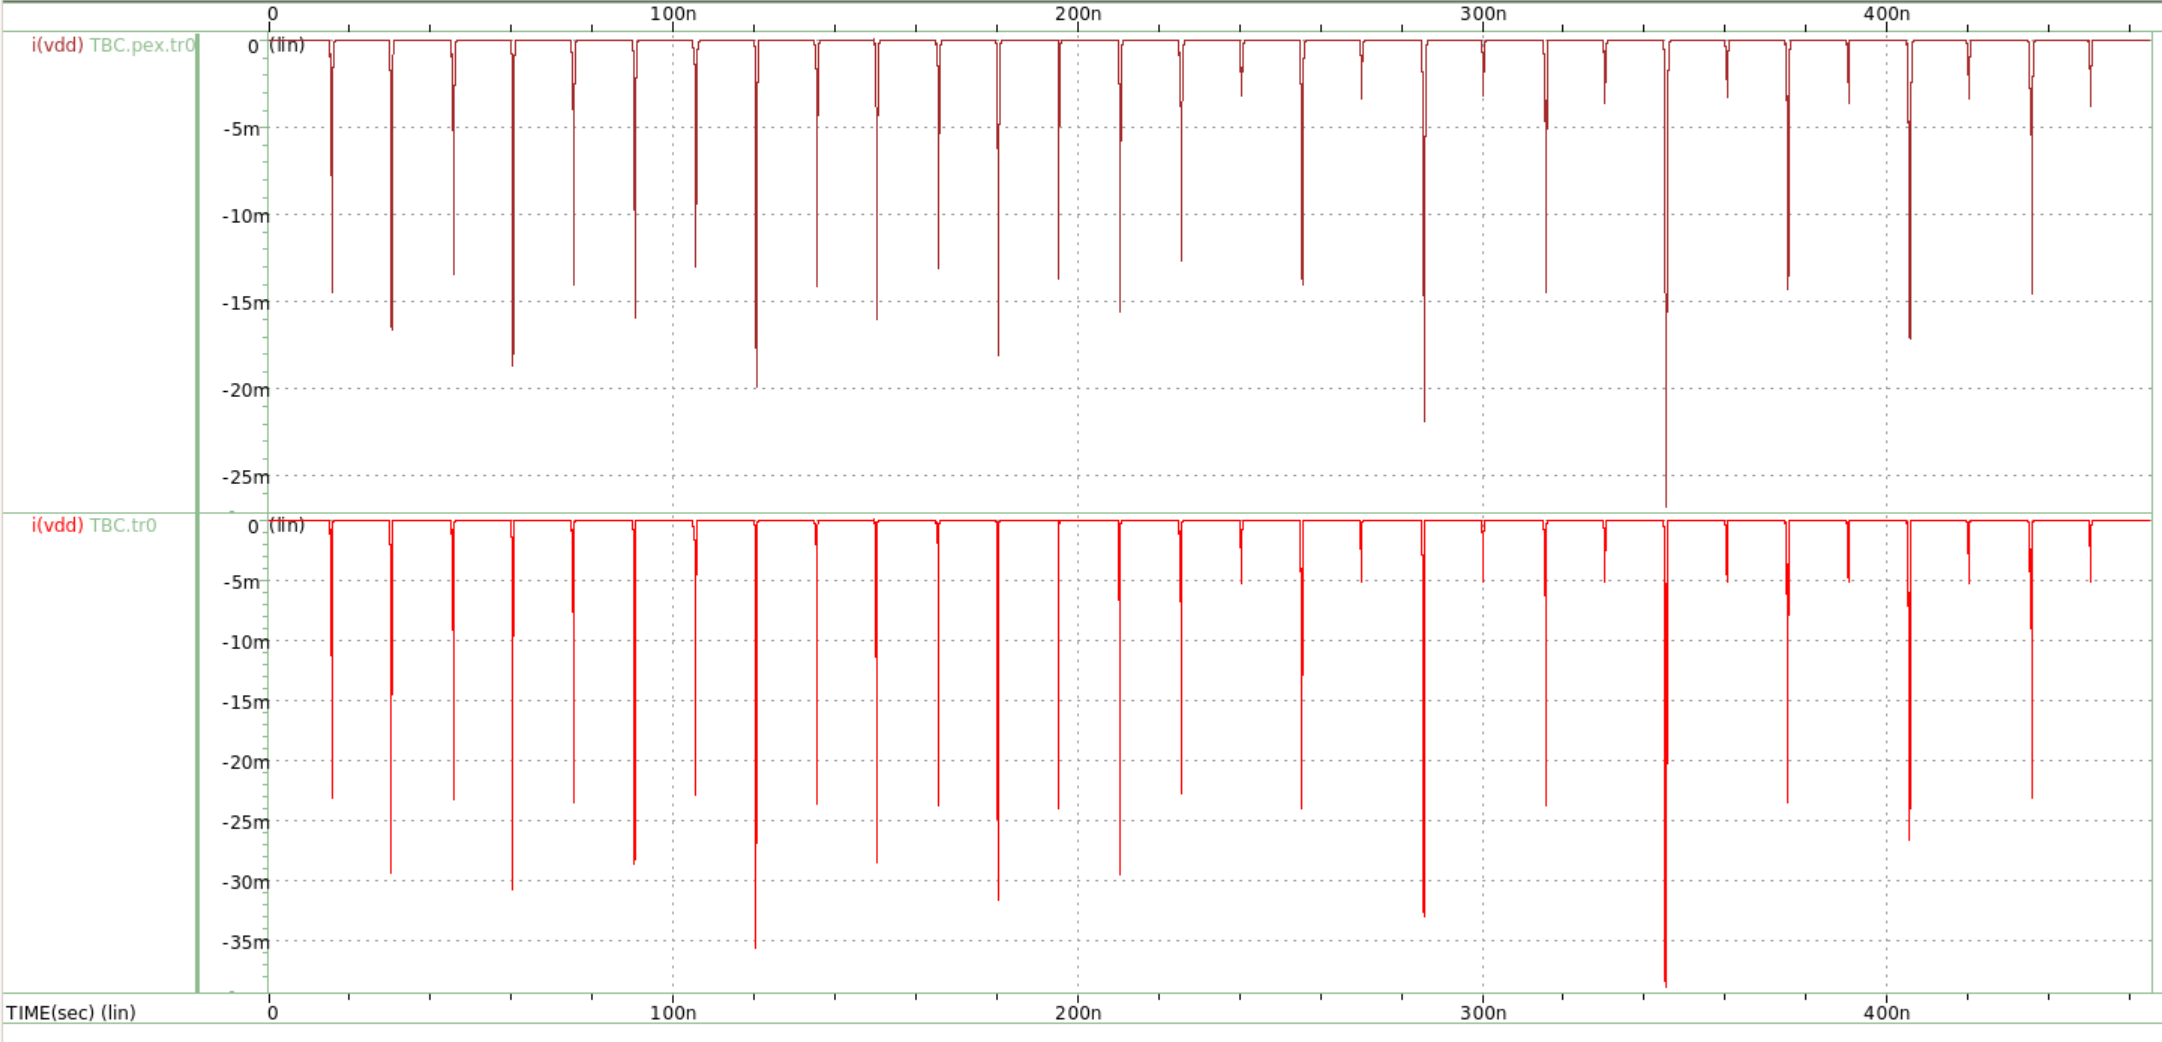 0 100n 200n 300n 400n
i(vdd) TBC.pex.tr0 0 (lin)
-5m
-10m
-15m
-20m
-25m
i(vdd) TBC.tr0 0 (lin)
-5m
-10m
-15m
-20m
-25m
-30m
-35m
TIME(sec) (lin) 0 100n 200n 300n 400n